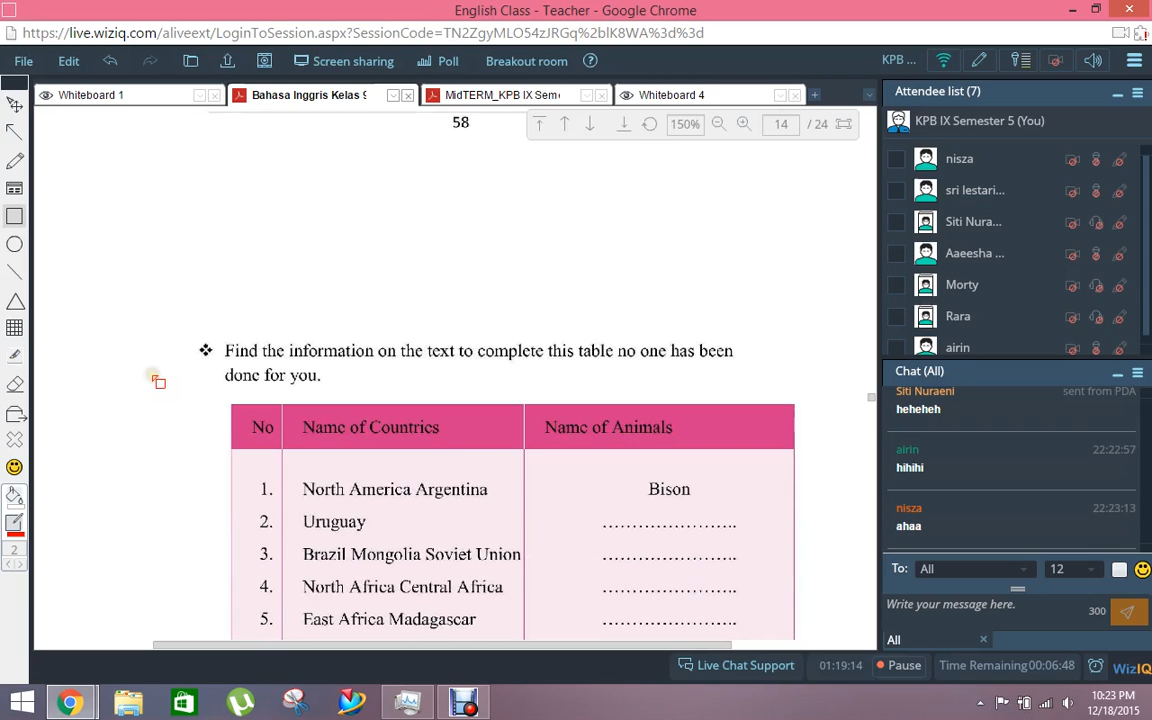 English Class - Teacher - Google Chrome
https://live.wiziq.com/aliveext/LoginToSession.aspx?SessionCode=TN2ZgyMLO54zJRGq%2blK8WA%3d%3d
File Edit Screen sharing Poll Breakout room KPB ...
Whiteboard 1 Bahasa Inggris Kelas 9 MidTERM_KPB IX Sem Whiteboard 4
58
150% 14 / 24
❖ Find the information on the text to complete this table no one has been
done for you.
No Name of Countries Name of Animals
1. North America Argentina Bison
2. Uruguay ........................
3. Brazil Mongolia Soviet Union ........................
4. North Africa Central Africa ........................
5. East Africa Madagascar ........................
2
Attendee list (7)
KPB IX Semester 5 (You)
nisza
sri lestari...
Siti Nura...
Aaeesha ...
Morty
Rara
airin
Chat (All)
Siti Nuraeni sent from PDA
heheheh
airin 22:22:57
hihihi
nisza 22:23:13
ahaa
To: All 12
Write your message here. 300
All
Live Chat Support 01:19:14 Pause Time Remaining 00:06:48 WizIQ
10:23 PM
12/18/2015